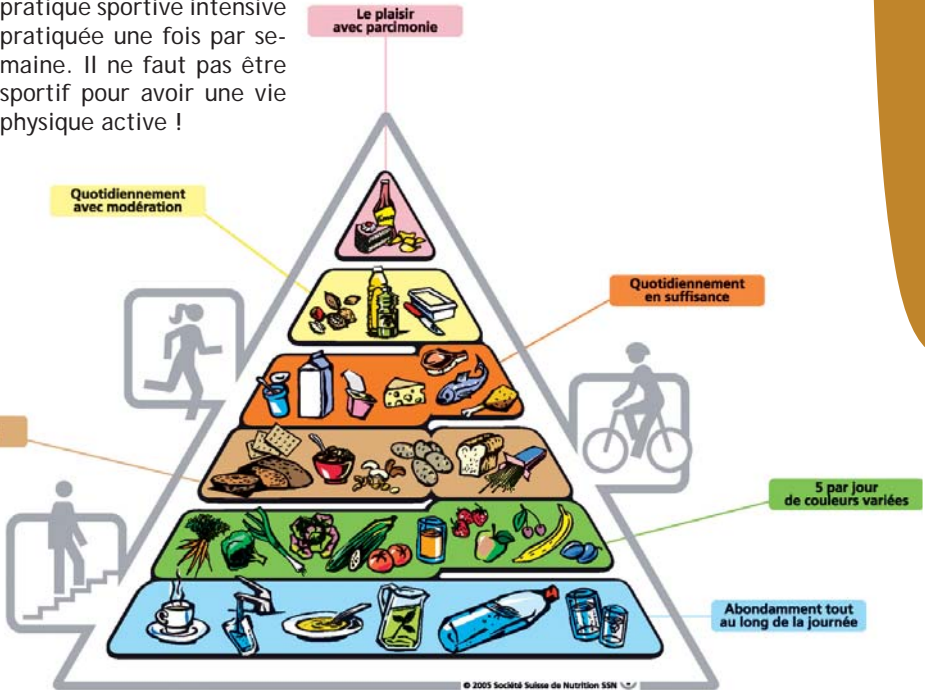 pratique sportive intensive
pratiquée une fois par se-
maine. Il ne faut pas être
sportif pour avoir une vie
physique active !
Le plaisir
avec parcimonie
Quotidiennement
avec modération
Quotidiennement
en suffisance
5 par jour
de couleurs variées
Abondamment tout
au long de la journée
© 2005 Société Suisse de Nutrition SSN